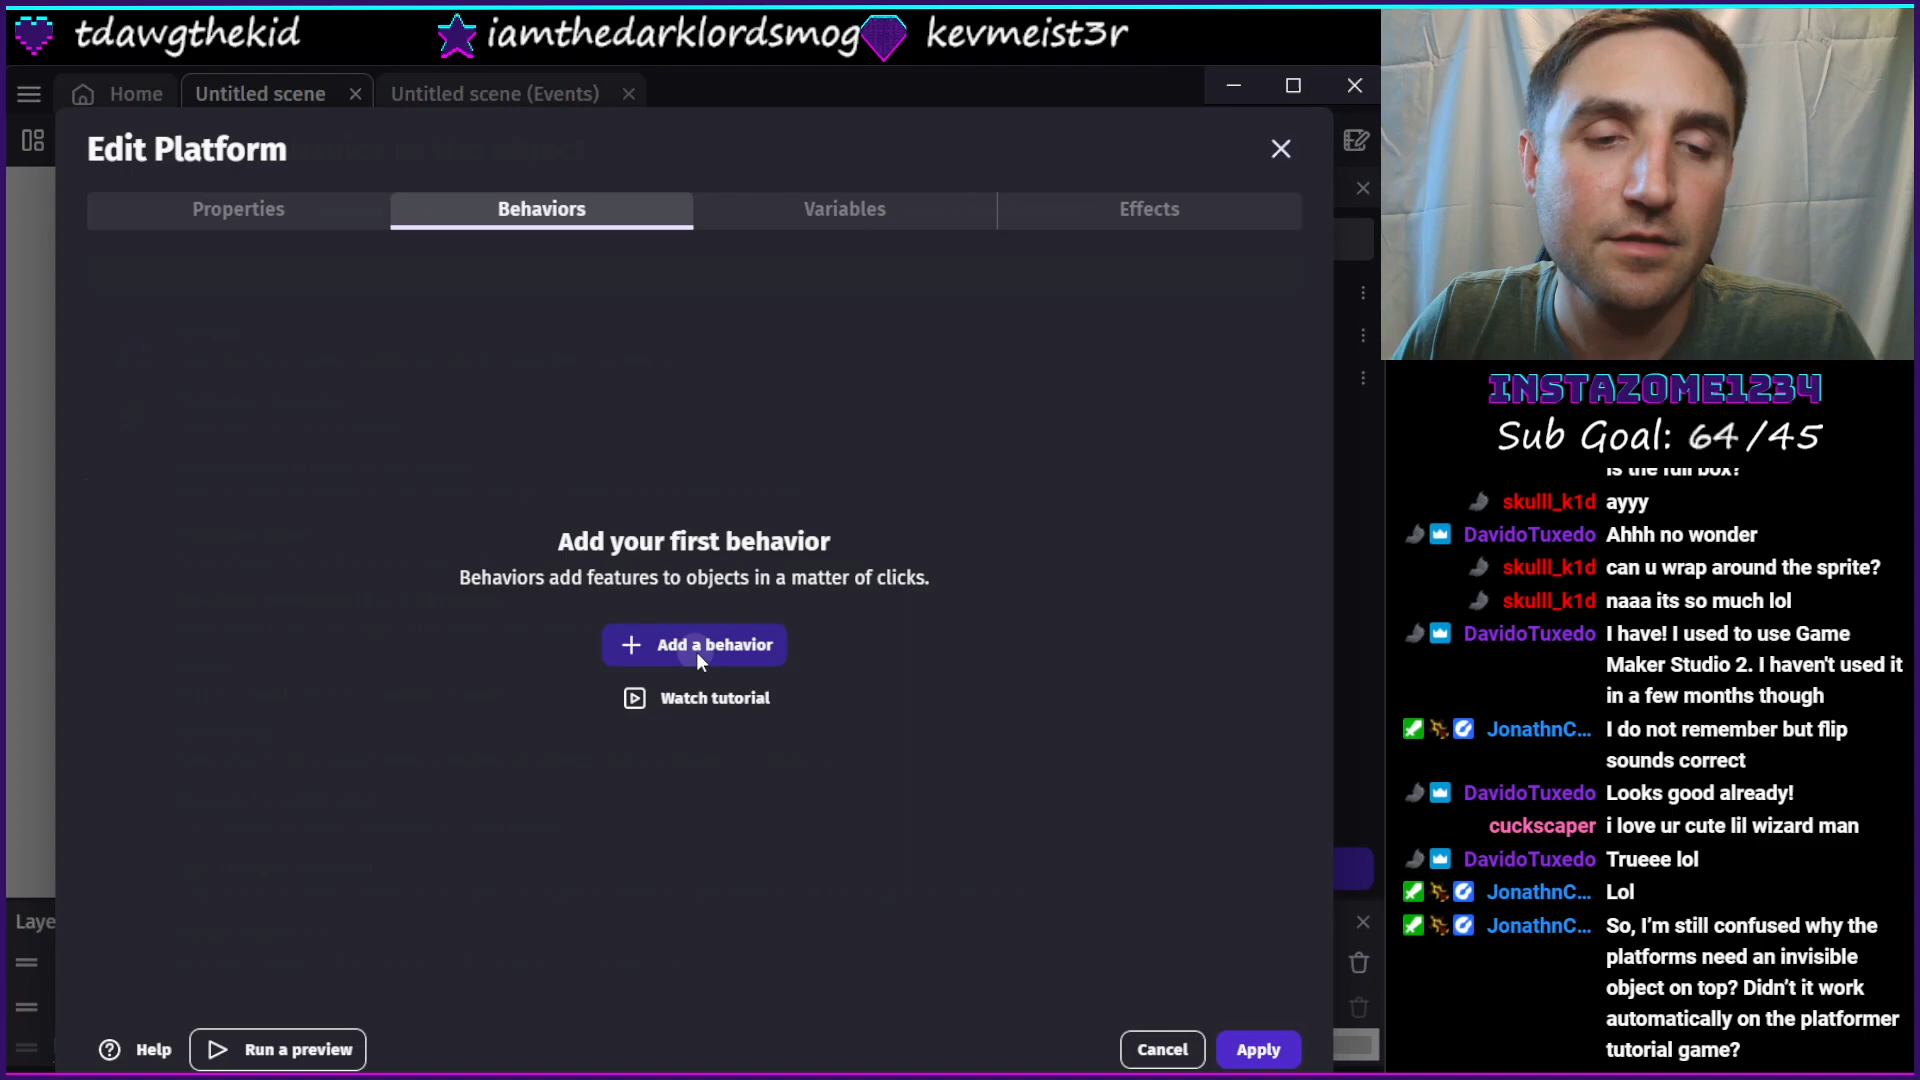 tdawgthekid iamthedarklordsmog kevmeist3r
Home Untitled scene Untitled scene (Events)
Edit Platform
Properties Behaviors Variables Effects
Add your first behavior
Behaviors add features to objects in a matter of clicks.
Add a behavior
Watch tutorial
Laye
Help Run a preview Cancel Apply
INSTAZOME1234
Sub Goal: 64/45
is the full box?
skulll_k1d ayyy
DavidoTuxedo Ahhh no wonder
skulll_k1d can u wrap around the sprite?
skulll_k1d naaa its so much lol
DavidoTuxedo I have! I used to use Game
Maker Studio 2. I haven't used it
in a few months though
JonathnC... I do not remember but flip
sounds correct
DavidoTuxedo Looks good already!
cuckscaper i love ur cute lil wizard man
DavidoTuxedo Trueee lol
JonathnC... Lol
JonathnC... So, I'm still confused why the
platforms need an invisible
object on top? Didn't it work
automatically on the platformer
tutorial game?